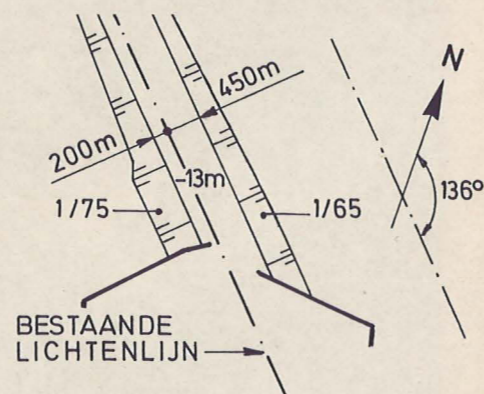 450m
N
200m
-13m
136°
1/75
1/65
BESTAANDE
LICHTENLIJN